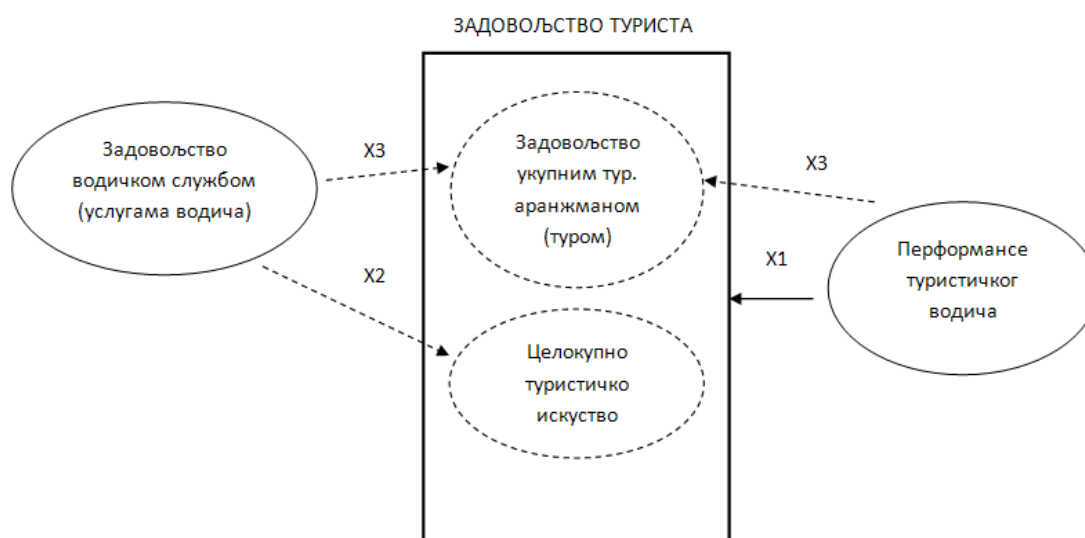 ЗАДОВОЉСТВО ТУРИСТА
Задовољство
водичком службом
(услугама водича)
X3
X2
Задовољство
укупним тур.
аранжманом
(туром)
Целокупно
туристичко
искуство
X3
X1
Перформансе
туристичког
водича